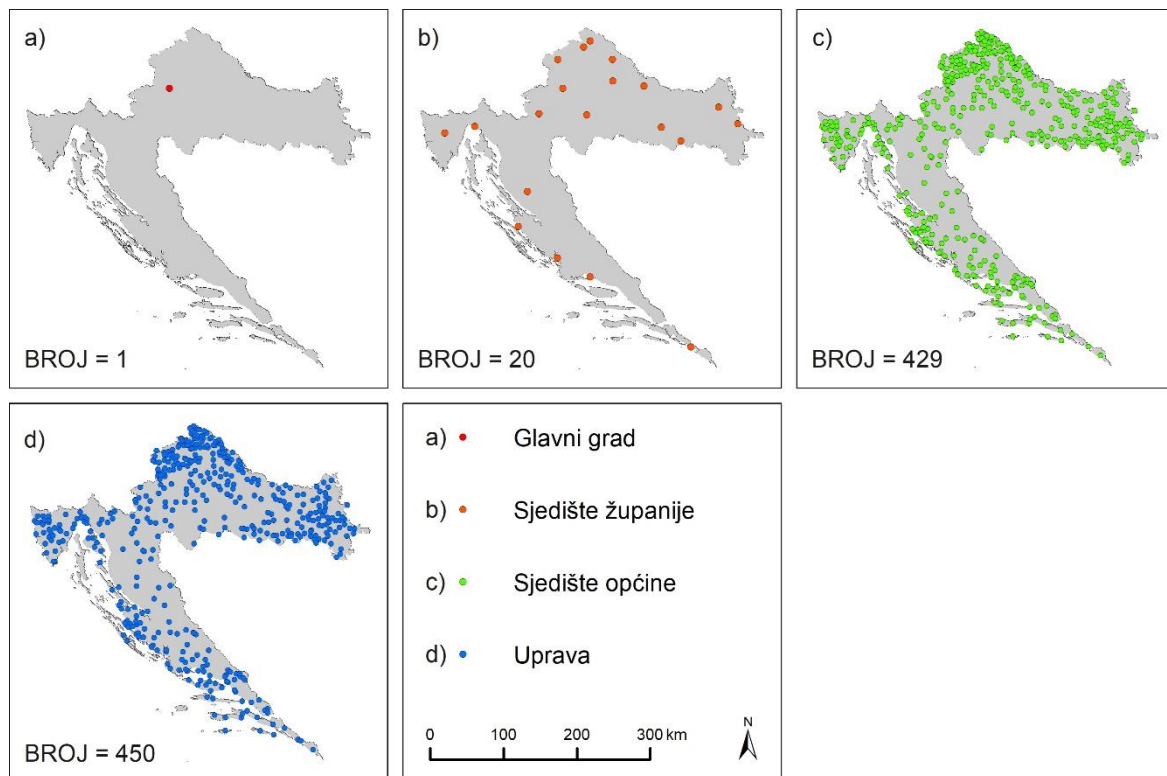 a)
BROJ = 1
b)
BROJ = 20
c)
BROJ = 429
d)
BROJ = 450
a) Glavni grad
b) Sjedište županije
c) Sjedište općine
d) Uprava
0 100 200 300 km
N